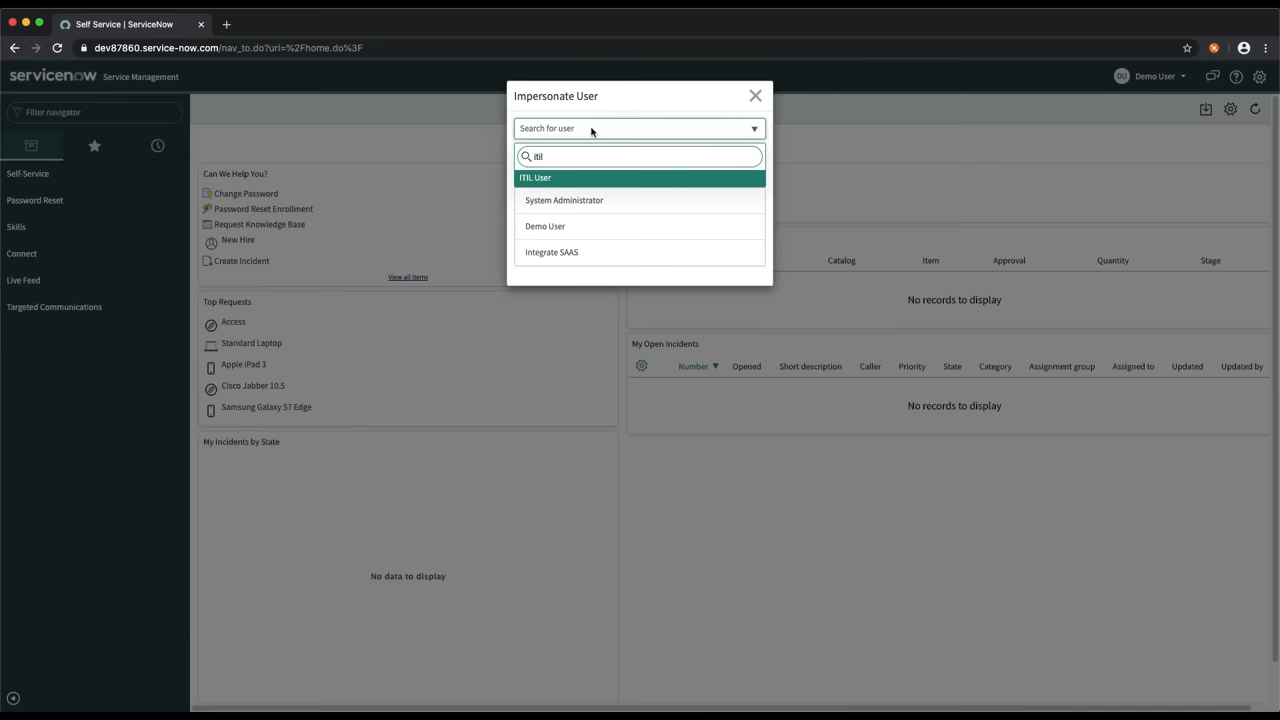 Self Service | ServiceNow
dev87860.service-now.com/nav_to.do?uri=%2Fhome.do%3F
servicenow Service Management
DU Demo User
Filter navigator
Self-Service
Password Reset
Skills
Connect
Live Feed
Targeted Communications
Can We Help You?
Change Password
Password Reset Enrollment
Request Knowledge Base
New Hire
Create Incident
View all items
Top Requests
Access
Standard Laptop
Apple iPad 3
Cisco Jabber 10.5
Samsung Galaxy S7 Edge
My Incidents by State
No data to display
Impersonate User
Search for user
itil
ITIL User
System Administrator
Demo User
Integrate SAAS
Catalog Item Approval Quantity Stage
No records to display
My Open Incidents
Number Opened Short description Caller Priority State Category Assignment group Assigned to Updated Updated by
No records to display